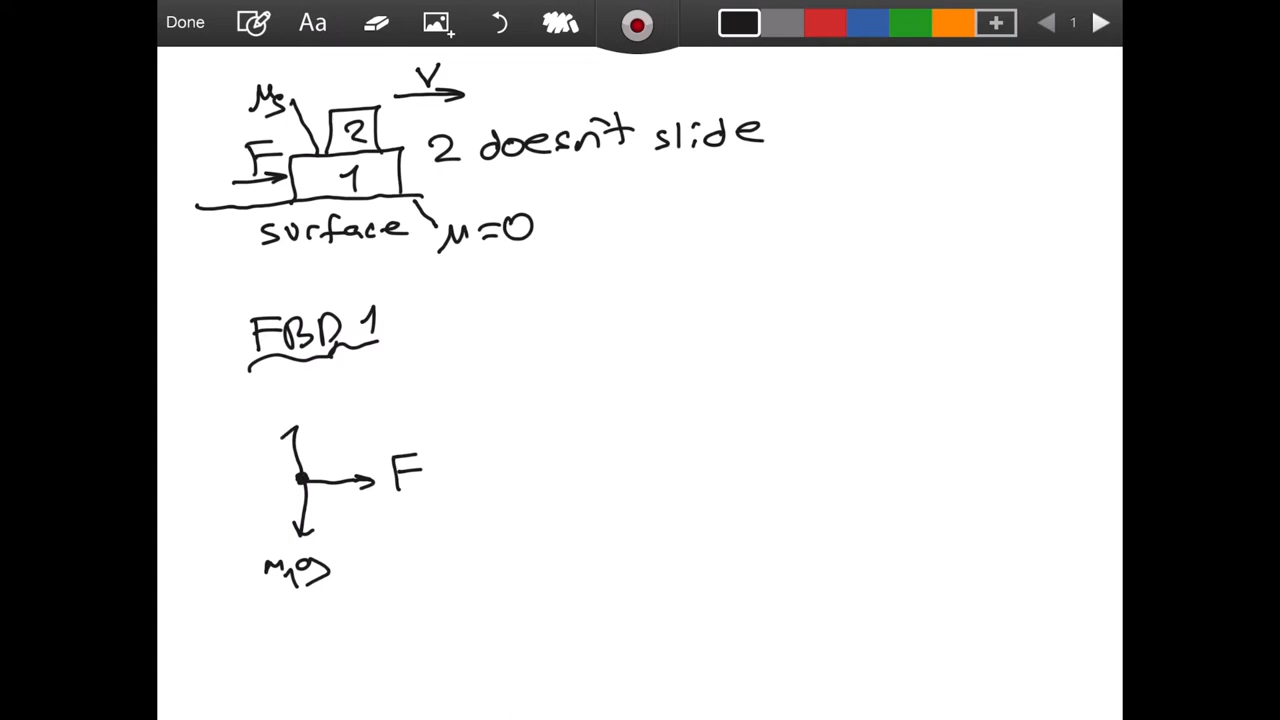 Done
Aa
1
V
μs
2
F
2 doesn't slide
1
surface
μ=0
FBD 1
F
m₁g